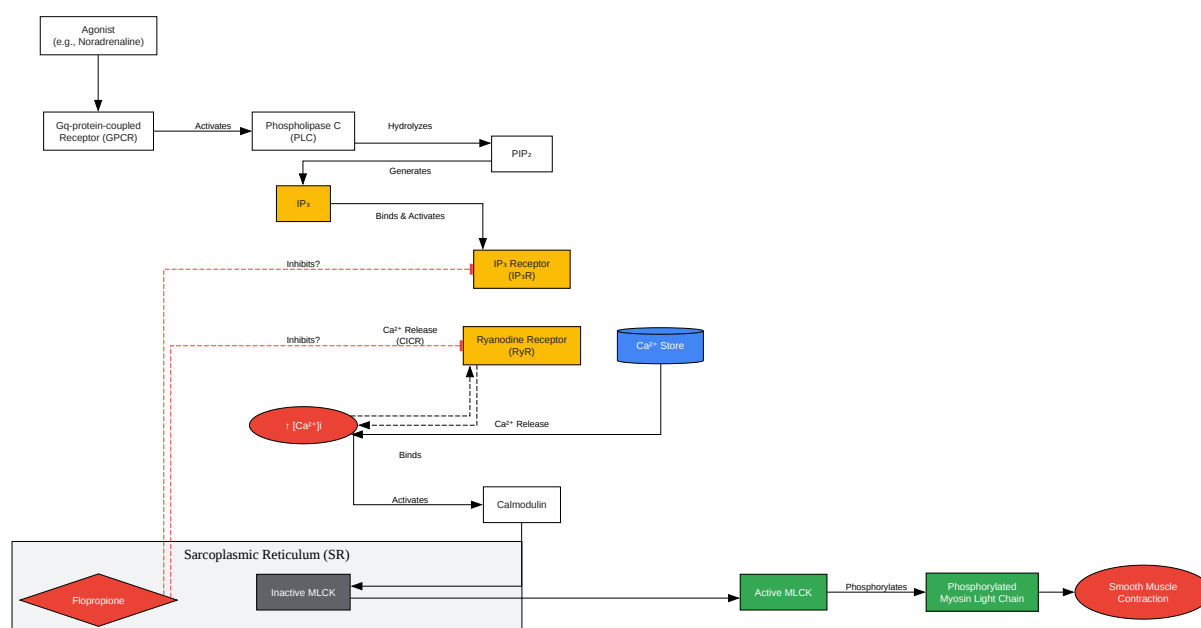 Agonist
(e.g., Noradrenaline)
Gq-protein-coupled
Receptor (GPCR)
Activates
Phospholipase C
(PLC)
Hydrolyzes
PIP₂
Generates
IP₃
Binds & Activates
IP₃ Receptor
(IP₃R)
Inhibits?
Ca²⁺ Release
(CICR)
Inhibits?
Ryanodine Receptor
(RyR)
Ca²⁺ Store
↑ [Ca²⁺]i
Ca²⁺ Release
Binds
Activates
Calmodulin
Sarcoplasmic Reticulum (SR)
Flopropione
Inactive MLCK
Active MLCK
Phosphorylates
Phosphorylated
Myosin Light Chain
Smooth Muscle
Contraction